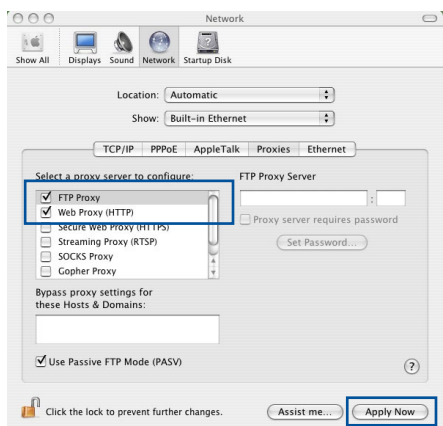 Network
Show All Displays Sound Network Startup Disk
Location: Automatic
Show: Built-in Ethernet
TCP/IP PPPoE AppleTalk Proxies Ethernet
Select a proxy server to configure:
FTP Proxy
Web Proxy (HTTP)
Secure Web Proxy (HTTPS)
Streaming Proxy (RTSP)
SOCKS Proxy
Gopher Proxy
FTP Proxy Server
:
Proxy server requires password
Set Password...
Bypass proxy settings for
these Hosts & Domains:
Use Passive FTP Mode (PASV)
?
Click the lock to prevent further changes.
Assist me...
Apply Now